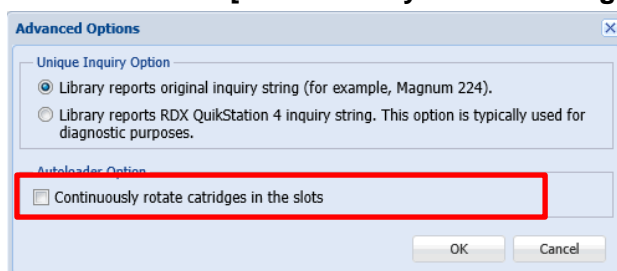 Advanced Options
Unique Inquiry Option
Library reports original inquiry string (for example, Magnum 224).
Library reports RDX QuikStation 4 inquiry string. This option is typically used for
diagnostic purposes.
Autoloader Option
Continuously rotate catridges in the slots
OK Cancel